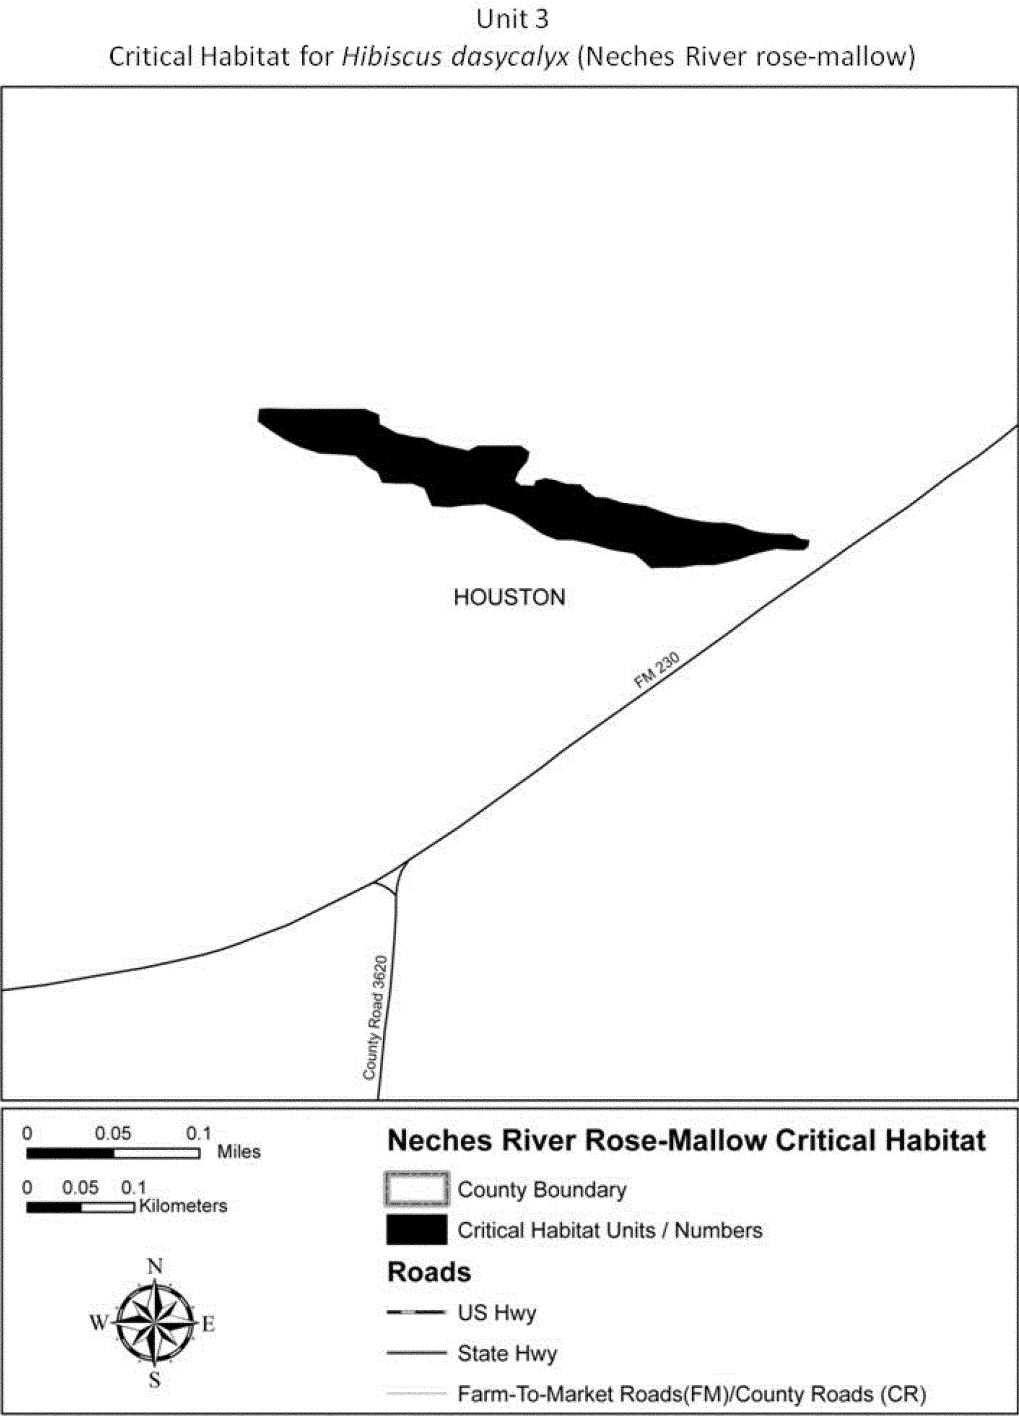 Unit 3
Critical Habitat for Hibiscus dasycalyx (Neches River rose-mallow)
HOUSTON
FM 230
County Road 3620
0 0.05 0.1
Miles
0 0.05 0.1
Kilometers
N
W E
S
Neches River Rose-Mallow Critical Habitat
County Boundary
Critical Habitat Units / Numbers
Roads
US Hwy
State Hwy
Farm-To-Market Roads(FM)/County Roads (CR)